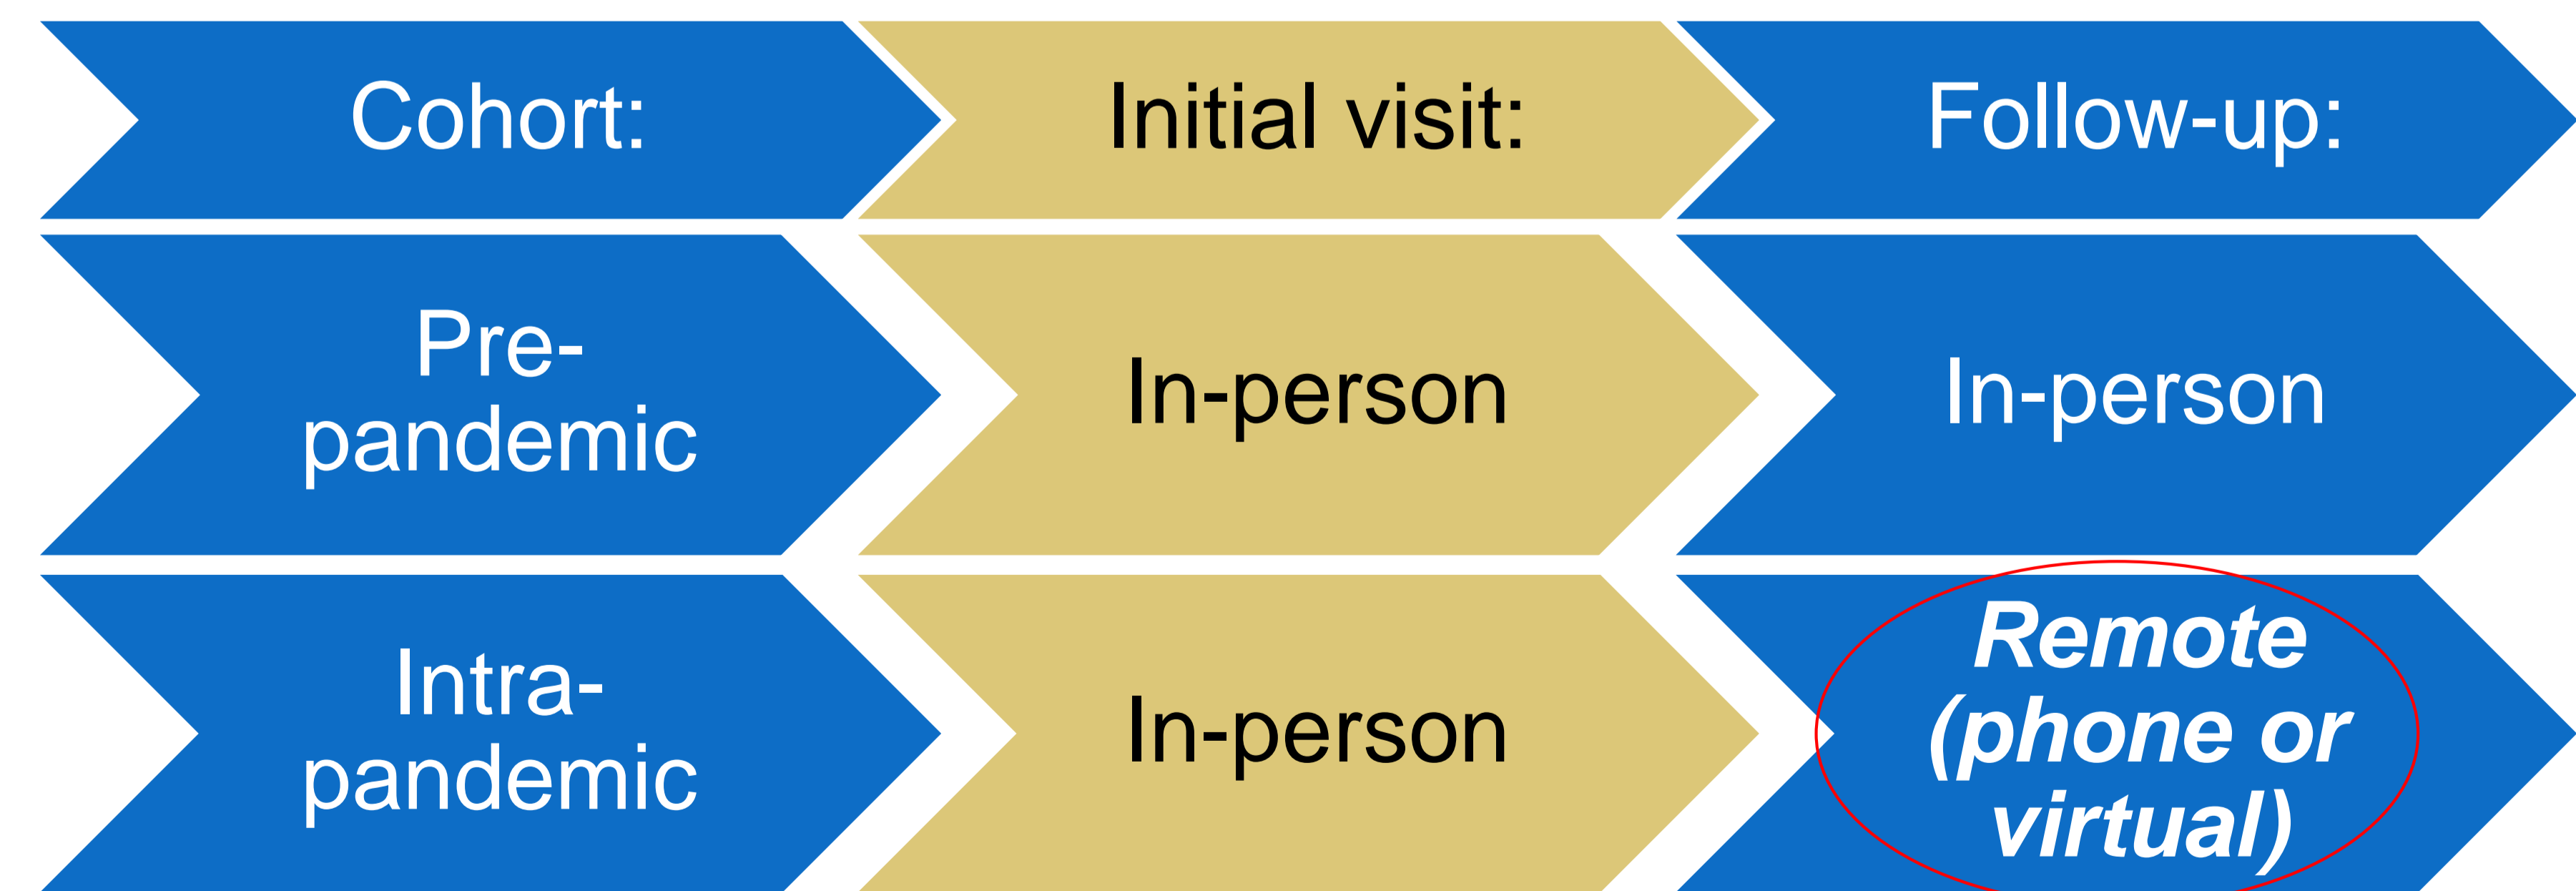 Cohort:
Initial visit:
Follow-up:
Pre-
pandemic
In-person
In-person
Intra-
pandemic
In-person
Remote
(phone or
virtual)